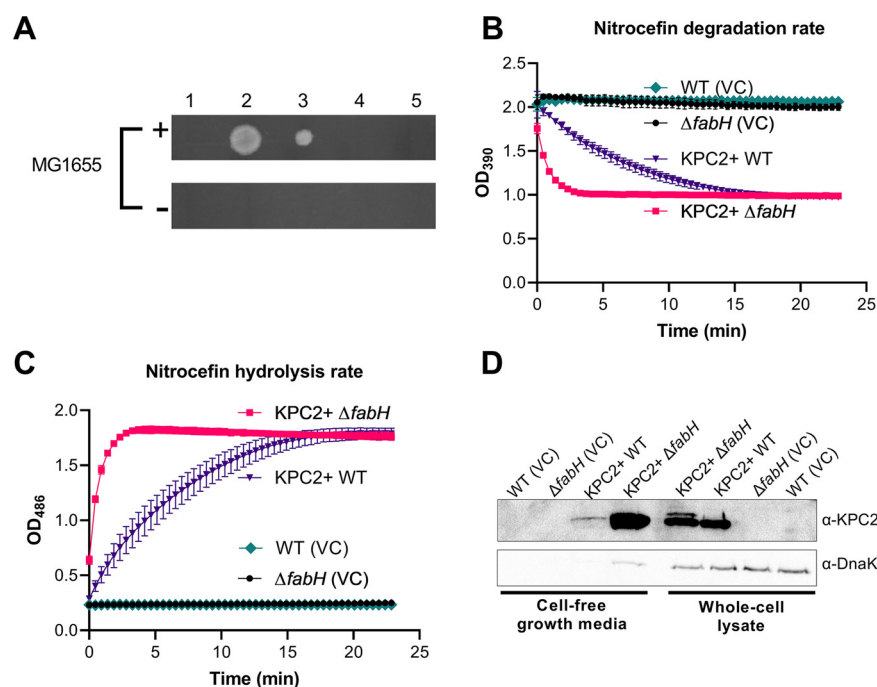 A
1 2 3 4 5
+
MG1655
-
B
Nitrocefin degradation rate
2.5
2.0
1.5
1.0
0.5
0.0
OD390
WT (VC)
ΔfabH (VC)
KPC2+ WT
KPC2+ ΔfabH
0 5 10 15 20 25
Time (min)
C
Nitrocefin hydrolysis rate
2.0
1.5
1.0
0.5
0.0
OD486
KPC2+ ΔfabH
KPC2+ WT
WT (VC)
ΔfabH (VC)
0 5 10 15 20 25
Time (min)
D
WT (VC)
ΔfabH (VC)
KPC2+ WT
KPC2+ ΔfabH
KPC2+ ΔfabH
KPC2+ WT
ΔfabH (VC)
WT (VC)
α-KPC2
α-DnaK
Cell-free
growth media
Whole-cell
lysate